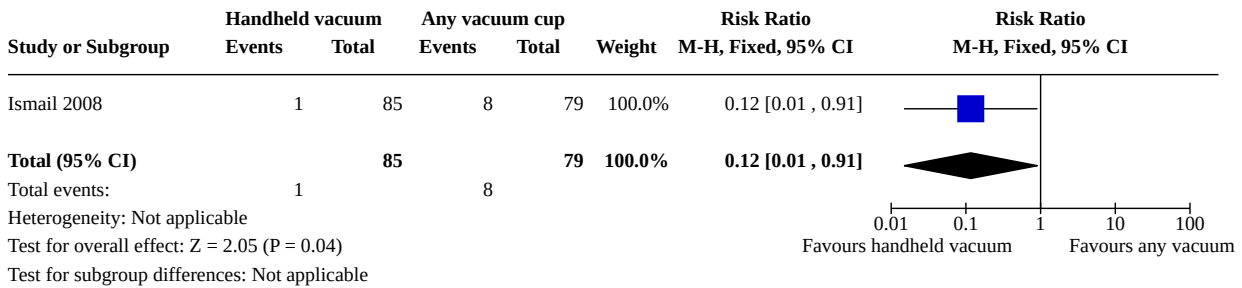 Handheld vacuum Any vacuum cup Risk Ratio Risk Ratio
Study or Subgroup Events Total Events Total Weight M-H, Fixed, 95% CI M-H, Fixed, 95% CI
Ismail 2008 1 85 8 79 100.0% 0.12 [0.01 , 0.91]
Total (95% CI) 85 79 100.0% 0.12 [0.01 , 0.91]
Total events: 1 8
Heterogeneity: Not applicable
0.01 0.1 1 10 100
Test for overall effect: Z = 2.05 (P = 0.04) Favours handheld vacuum Favours any vacuum
Test for subgroup differences: Not applicable